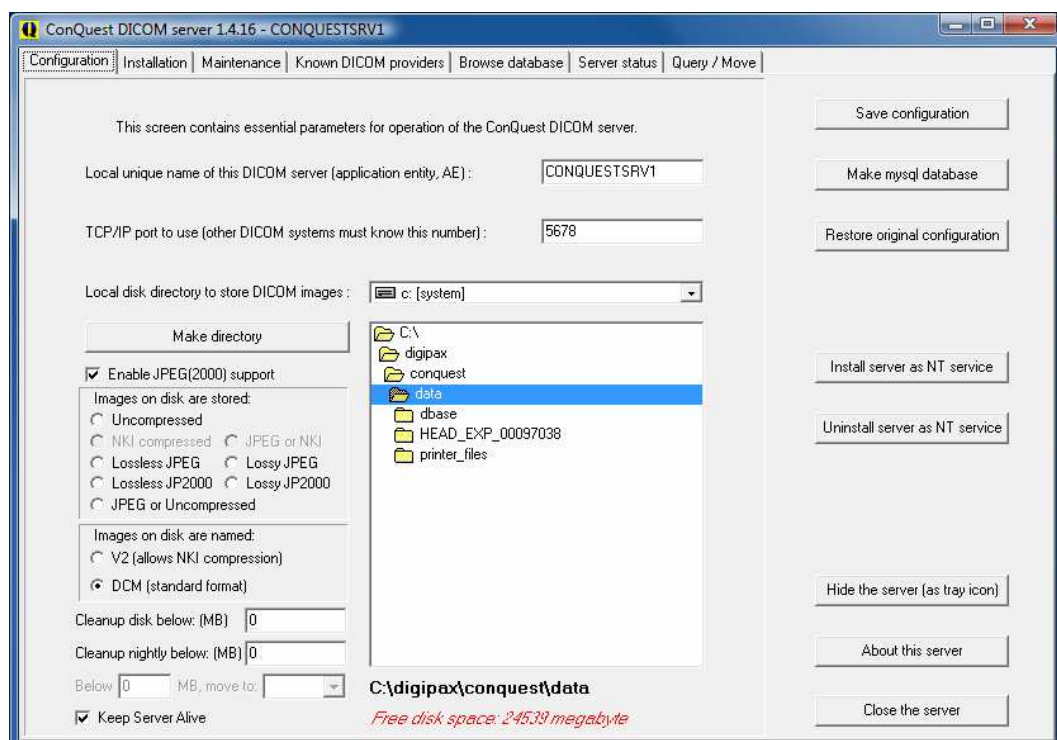 ConQuest DICOM server 1.4.16 - CONQUESTSRV1
Configuration Installation Maintenance Known DICOM providers Browse database Server status Query / Move
This screen contains essential parameters for operation of the ConQuest DICOM server.
Local unique name of this DICOM server (application entity, AE) : CONQUESTSRV1
TCP/IP port to use (other DICOM systems must know this number) : 5678
Local disk directory to store DICOM images : c: [system]
Make directory
Enable JPEG(2000) support
Images on disk are stored:
Uncompressed
NKI compressed JPEG or NKI
Lossless JPEG Lossy JPEG
Lossless JP2000 Lossy JP2000
JPEG or Uncompressed
Images on disk are named:
V2 (allows NKI compression)
DCM (standard format)
Cleanup disk below: (MB) 0
Cleanup nightly below: (MB) 0
Below 0 MB, move to:
Keep Server Alive
C:\
digipax
conquest
data
dbase
HEAD_EXP_00097038
printer_files
C:\digipax\conquest\data
Free disk space: 24539 megabyte
Save configuration
Make mysql database
Restore original configuration
Install server as NT service
Uninstall server as NT service
Hide the server (as tray icon)
About this server
Close the server